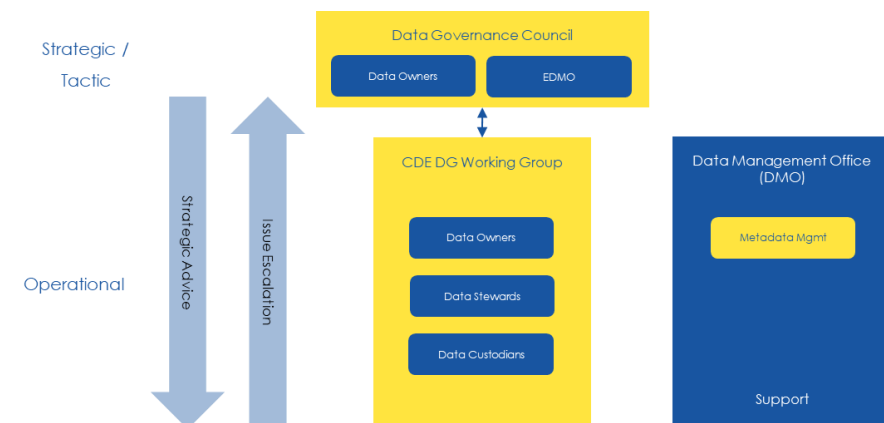 Strategic /
Tactic
Data Governance Council
Data Owners
EDMO
CDE DG Working Group
Data Owners
Data Stewards
Data Custodians
Data Management Office
(DMO)
Metadata Mgmt
Support
Strategic Advice
Issue Escalation
Operational